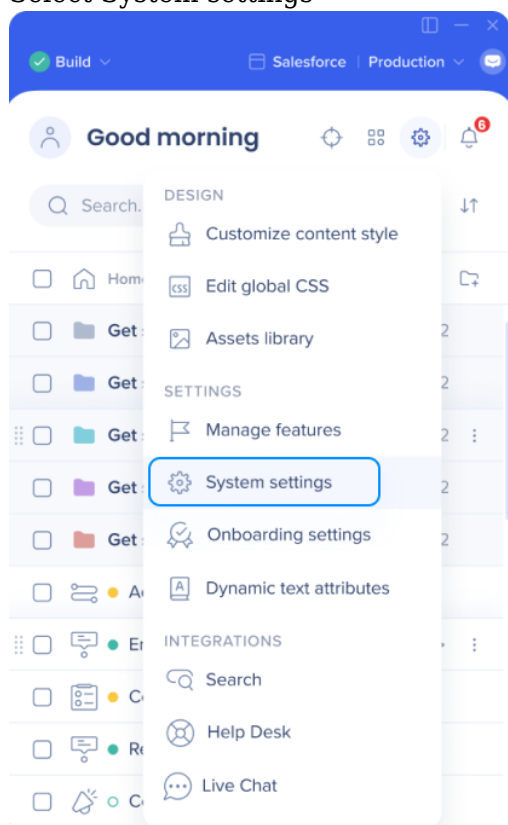 Select System settings
Build
Salesforce | Production
Good morning
6
Search.
DESIGN
Customize content style
Edit global CSS
css
Assets library
SETTINGS
Manage features
System settings
Onboarding settings
A Dynamic text attributes
INTEGRATIONS
Search
Help Desk
Live Chat
Get
2
Get
2
Get
2
Get
2
Get
2